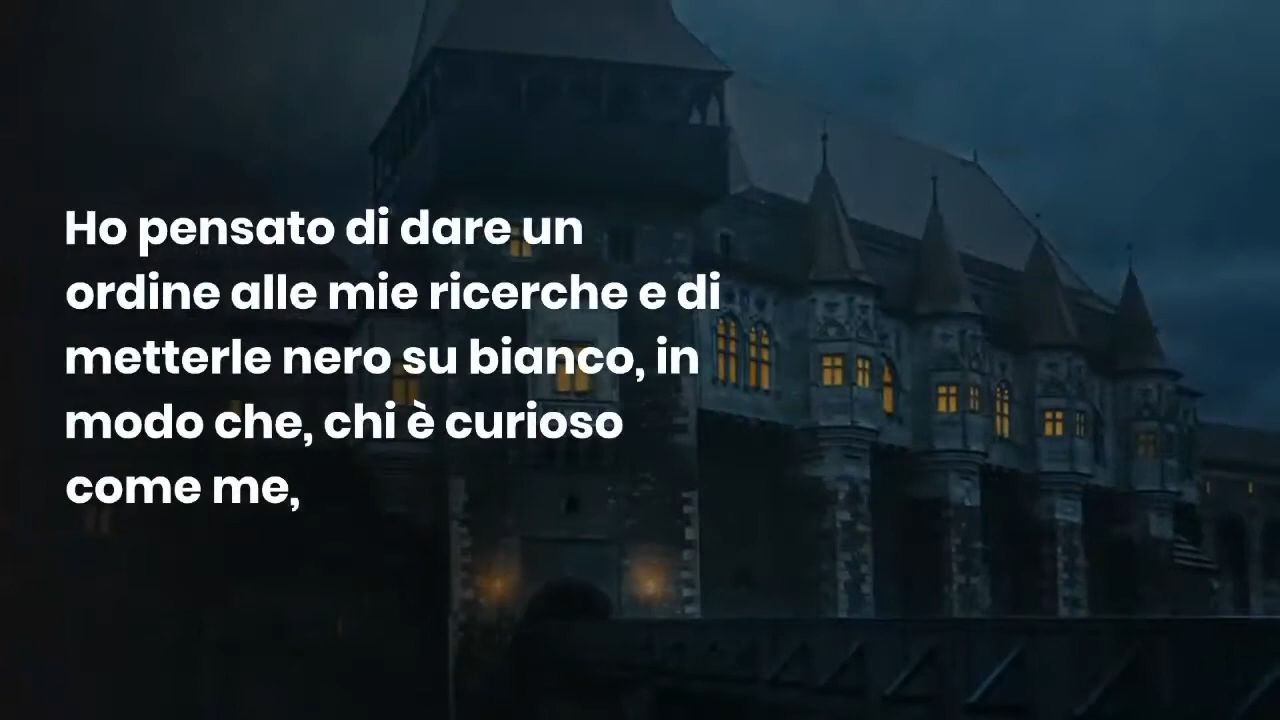 Ho pensato di dare un
ordine alle mie ricerche e di
metterle nero su bianco, in
modo che, chi è curioso
come me,